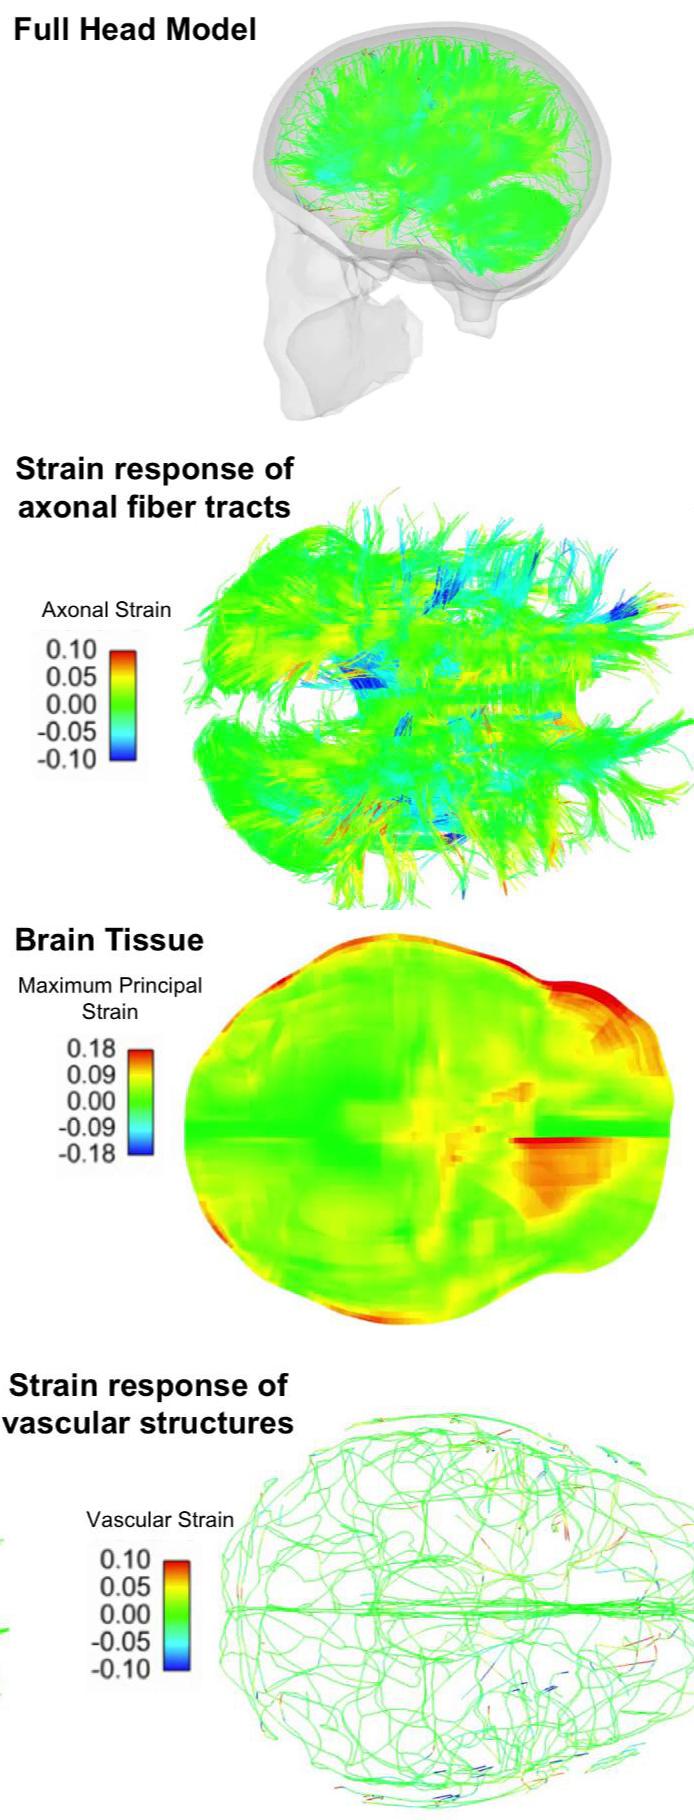 Full Head Model
Strain response of
axonal fiber tracts
Axonal Strain
0.10
0.05
0.00
-0.05
-0.10
Brain Tissue
Maximum Principal
Strain
0.18
0.09
0.00
-0.09
-0.18
Strain response of
vascular structures
Vascular Strain
0.10
0.05
0.00
-0.05
-0.10